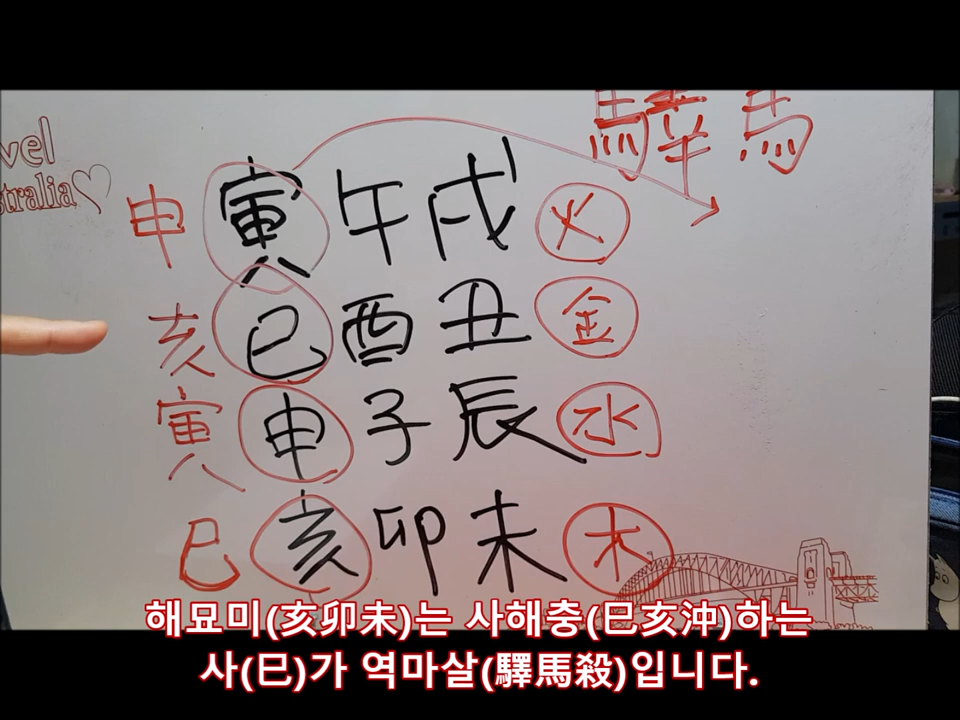 驛馬
vel
stralia
申 寅午戌 火
亥 巳酉丑 金
寅 申子辰 水
巳 亥卯未 木
해묘미(亥卯未)는 사해충(巳亥沖)하는
사(巳)가 역마살(驛馬殺)입니다.